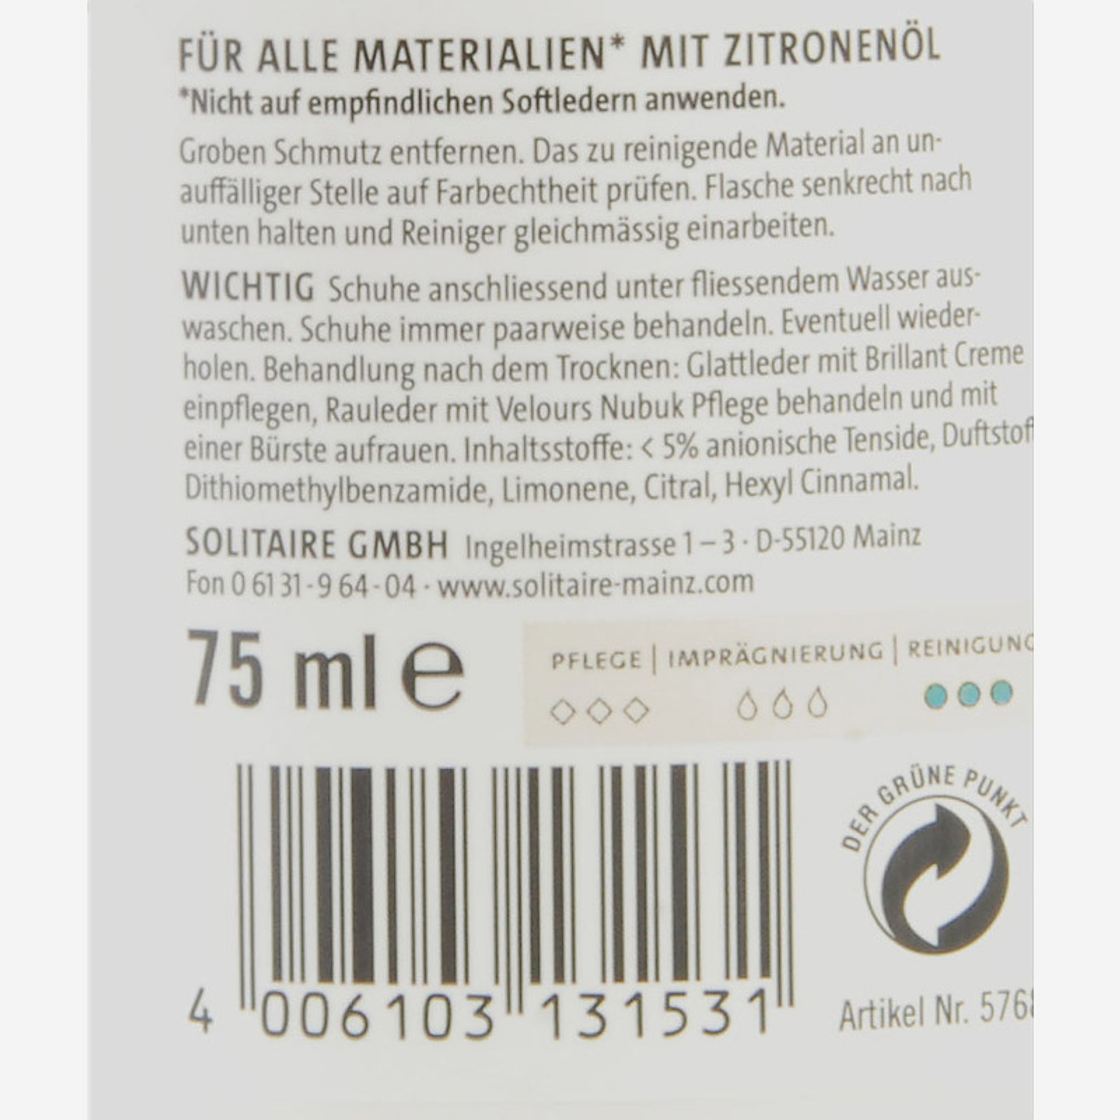 FÜR ALLE MATERIALIEN* MIT ZITRONENÖL
*Nicht auf empfindlichen Softledern anwenden.
Groben Schmutz entfernen. Das zu reinigende Material an un-
auffälliger Stelle auf Farbechtheit prüfen. Flasche senkrecht nach
unten halten und Reiniger gleichmässig einarbeiten.
WICHTIG Schuhe anschliessend unter fliessendem Wasser aus-
waschen. Schuhe immer paarweise behandeln. Eventuell wieder-
holen. Behandlung nach dem Trocknen: Glattleder mit Brillant Creme
einpflegen, Rauleder mit Velours Nubuk Pflege behandeln und mit
einer Bürste aufrauen. Inhaltsstoffe: < 5% anionische Tenside,
Dithiomethylbenzamide, Limonene, Citral, Hexyl Cinnamal.
SOLITAIRE GMBH Ingelheimstrasse 1 – 3 · D-55120 Mainz
Fon 0 61 31 - 9 64 - 04 · www.solitaire-mainz.com
75 ml e
PFLEGE | IMPRÄGNIERUNG | REINIGUNG
DER GRÜNE PUNKT
4 006103 131531
Artikel Nr.